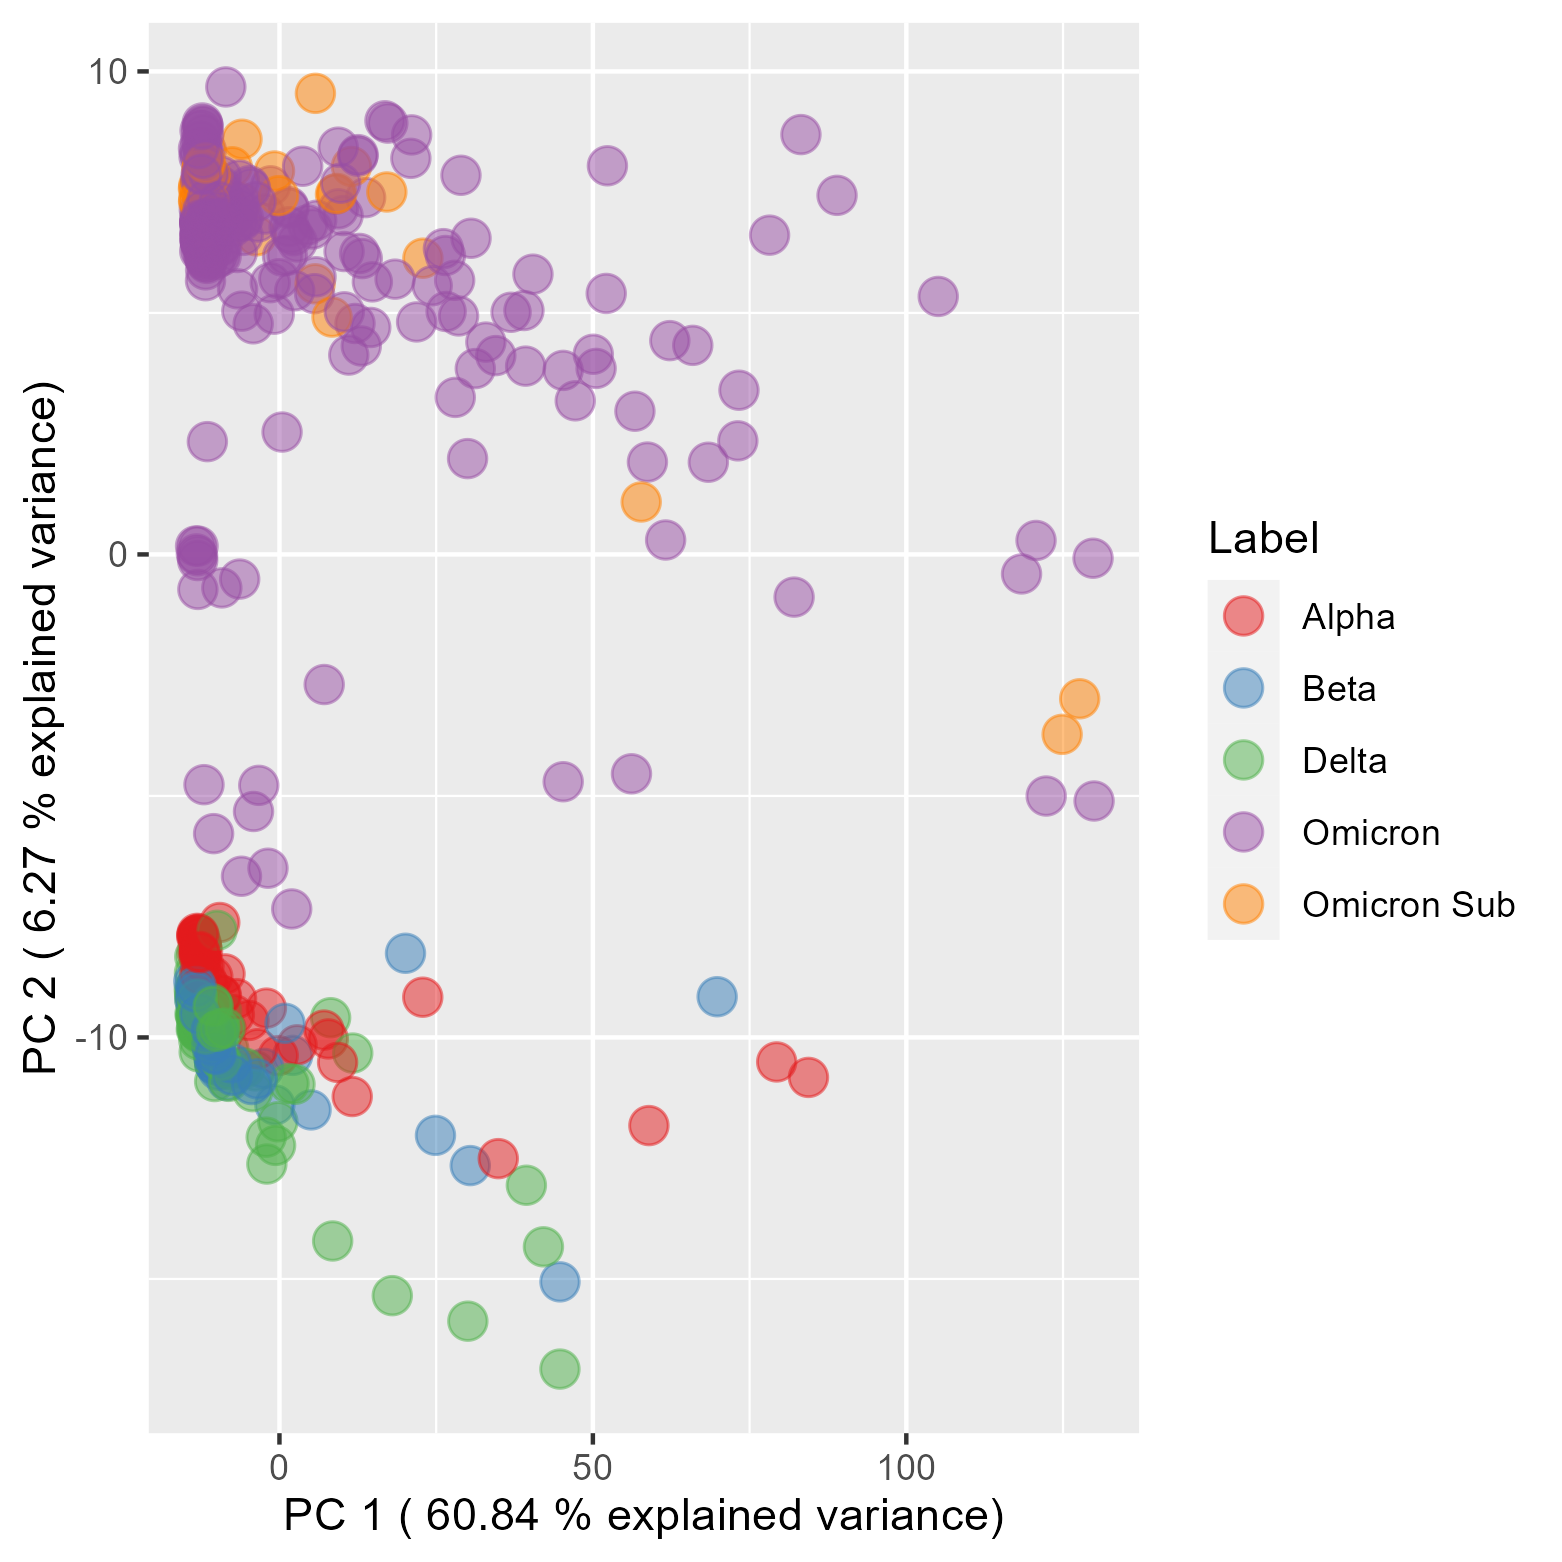 10
0
-10
PC 2 ( 6.27 % explained variance)
0 50 100
PC 1 ( 60.84 % explained variance)
Label
Alpha
Beta
Delta
Omicron
Omicron Sub